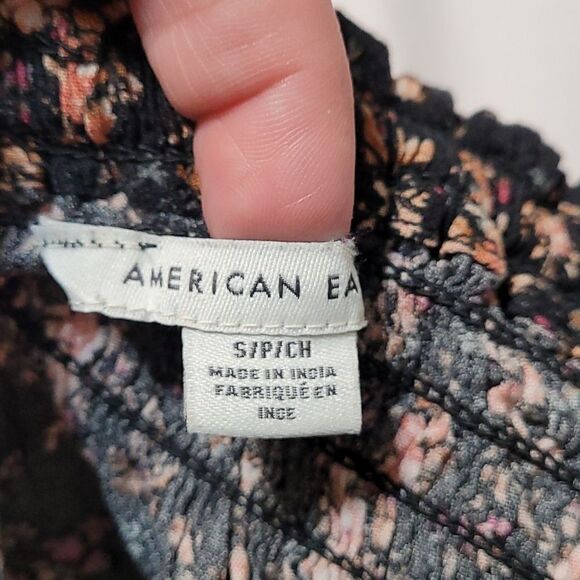 AMERICAN EA
S/P/CH
MADE IN INDIA
FABRIQUÉ EN
INDE